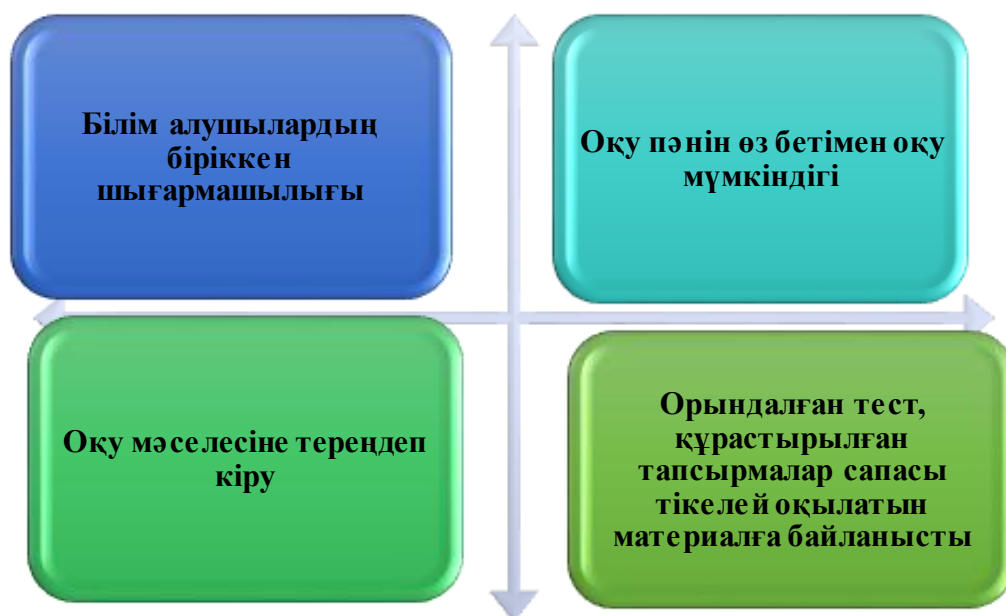 Білім алушылардың
біріккен
шығармашылығы
Оқу пәнін өз бетімен оқу
мүмкіндігі
Оқу мәселесіне тереңдеп
кіру
Орындалған тест,
құрастырылған
тапсырмалар сапасы
тікелей оқылатын
материалға байланысты